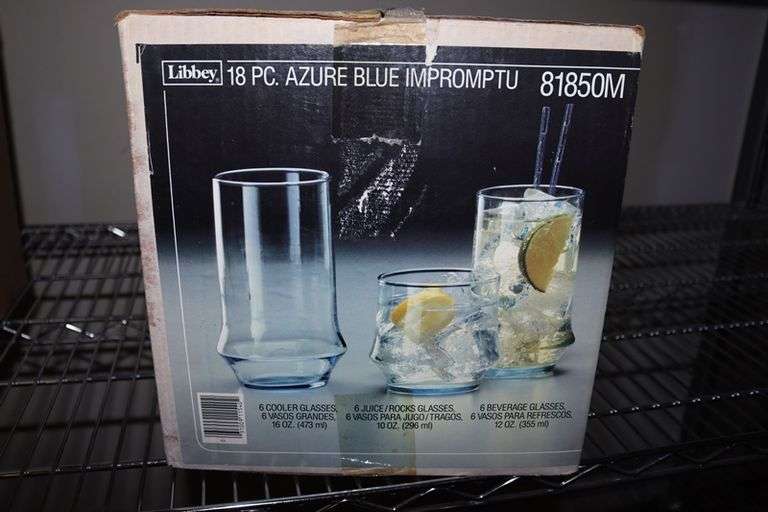 Libbey 18 PC. AZURE BLUE IMPROMPTU 81850M
6 COOLER GLASSES,
6 VASOS GRANDES,
16 OZ. (473 ml)
6 JUICE/ROCKS GLASSES,
6 VASOS PARA JUGO/TRAGOS,
10 OZ. (296 ml)
6 BEVERAGE GLASSES,
6 VASOS PARA REFRESCOS,
12 OZ. (355 ml)